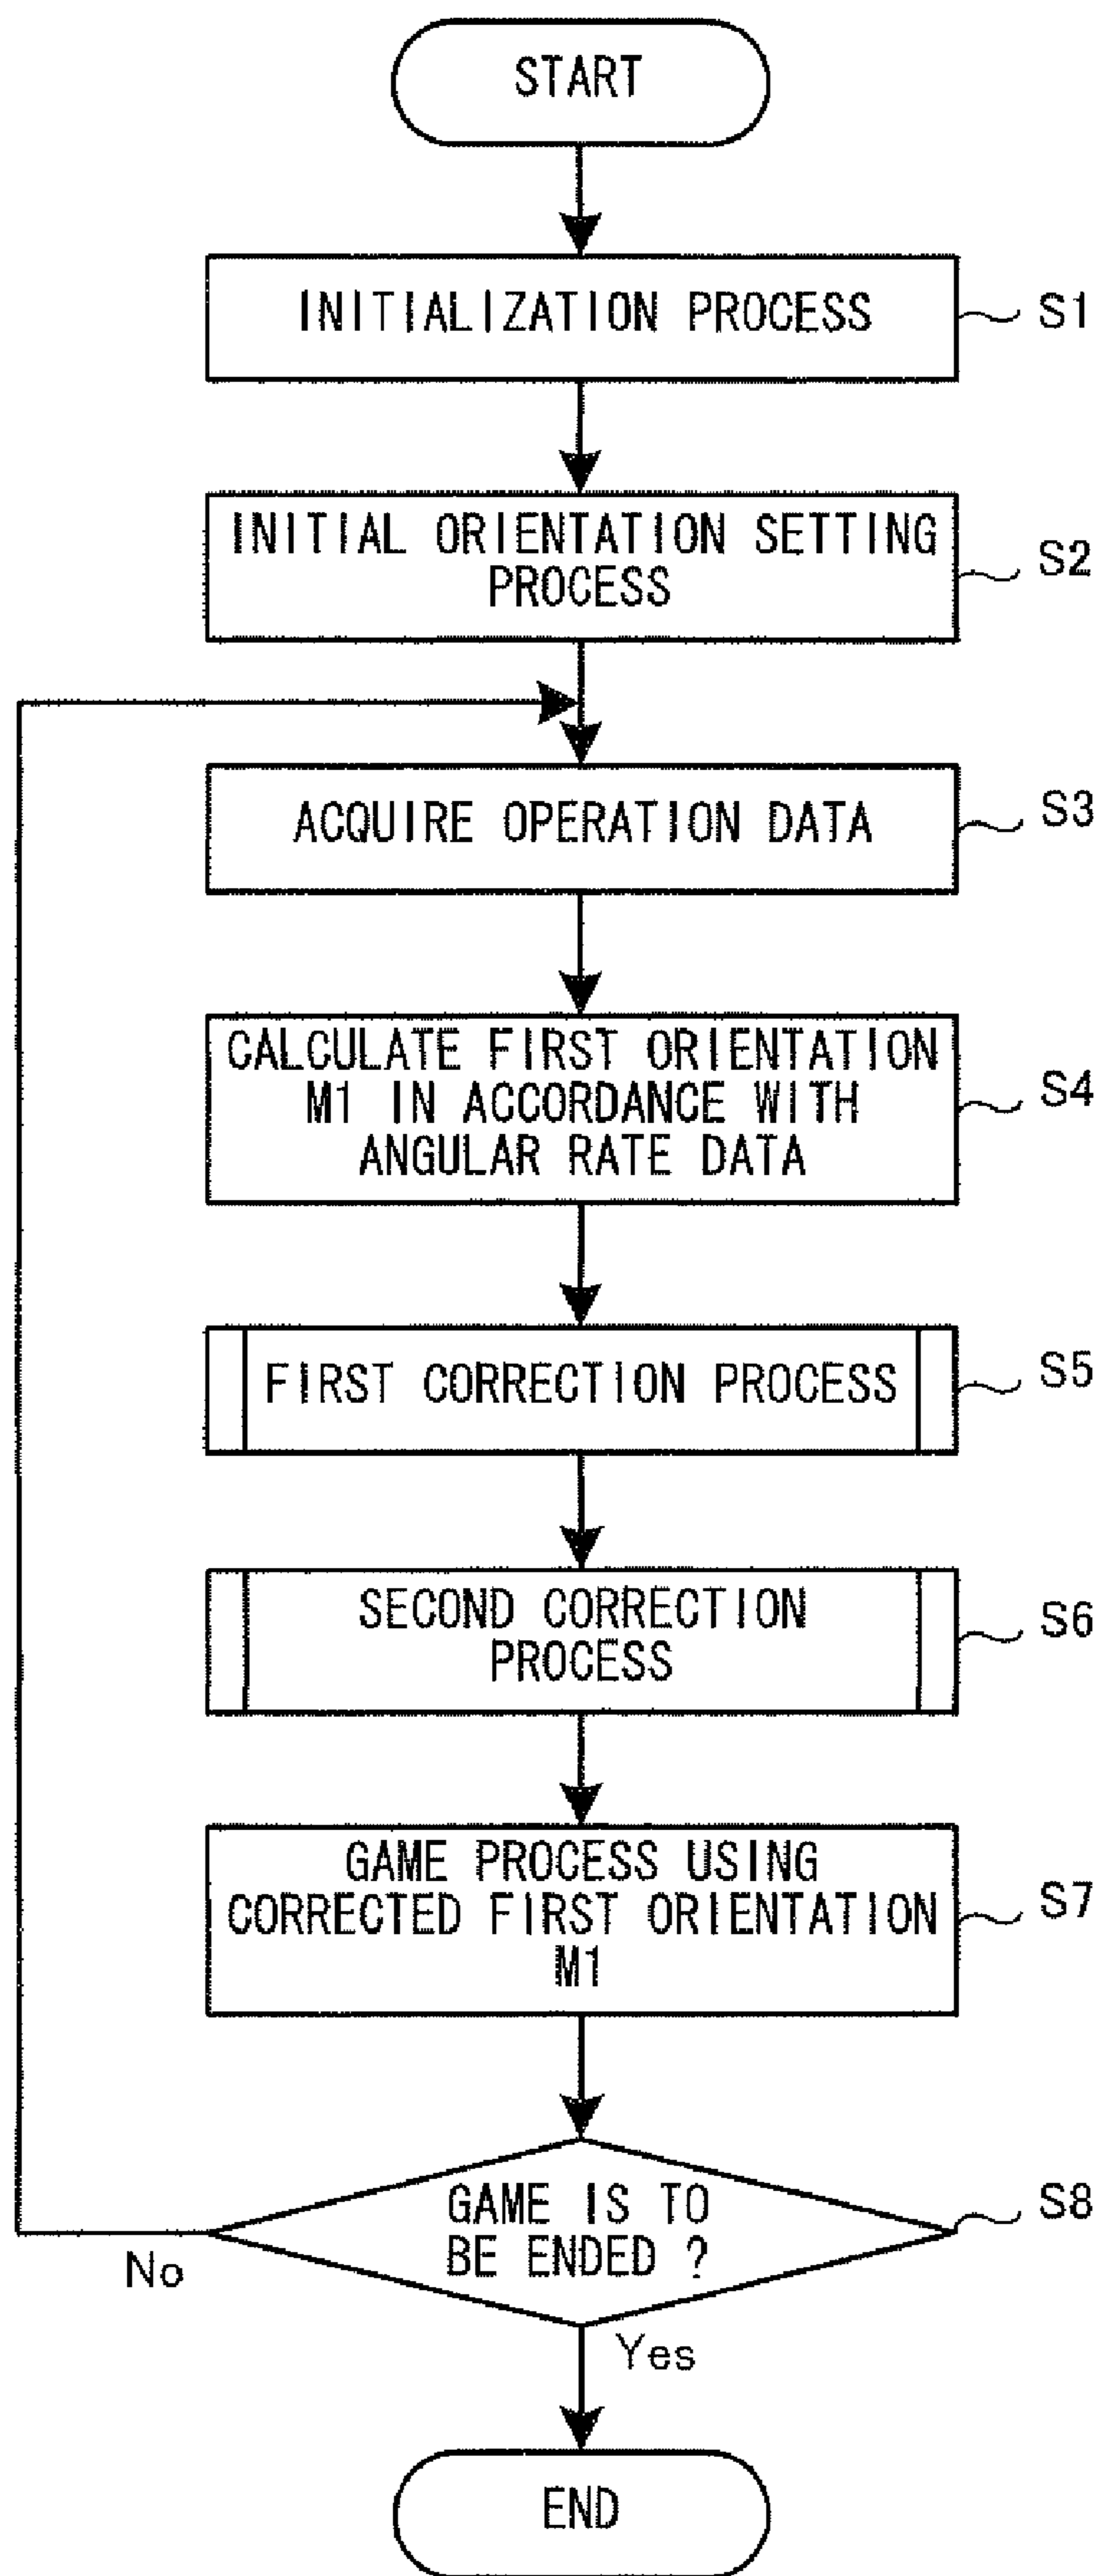 START
INITIALIZATION PROCESS
S1
INITIAL ORIENTATION SETTING
PROCESS
S2
ACQUIRE OPERATION DATA
S3
CALCULATE FIRST ORIENTATION
M1 IN ACCORDANCE WITH
ANGULAR RATE DATA
S4
FIRST CORRECTION PROCESS
S5
SECOND CORRECTION
PROCESS
S6
GAME PROCESS USING
CORRECTED FIRST ORIENTATION
M1
S7
GAME IS TO
BE ENDED ?
S8
No
Yes
END